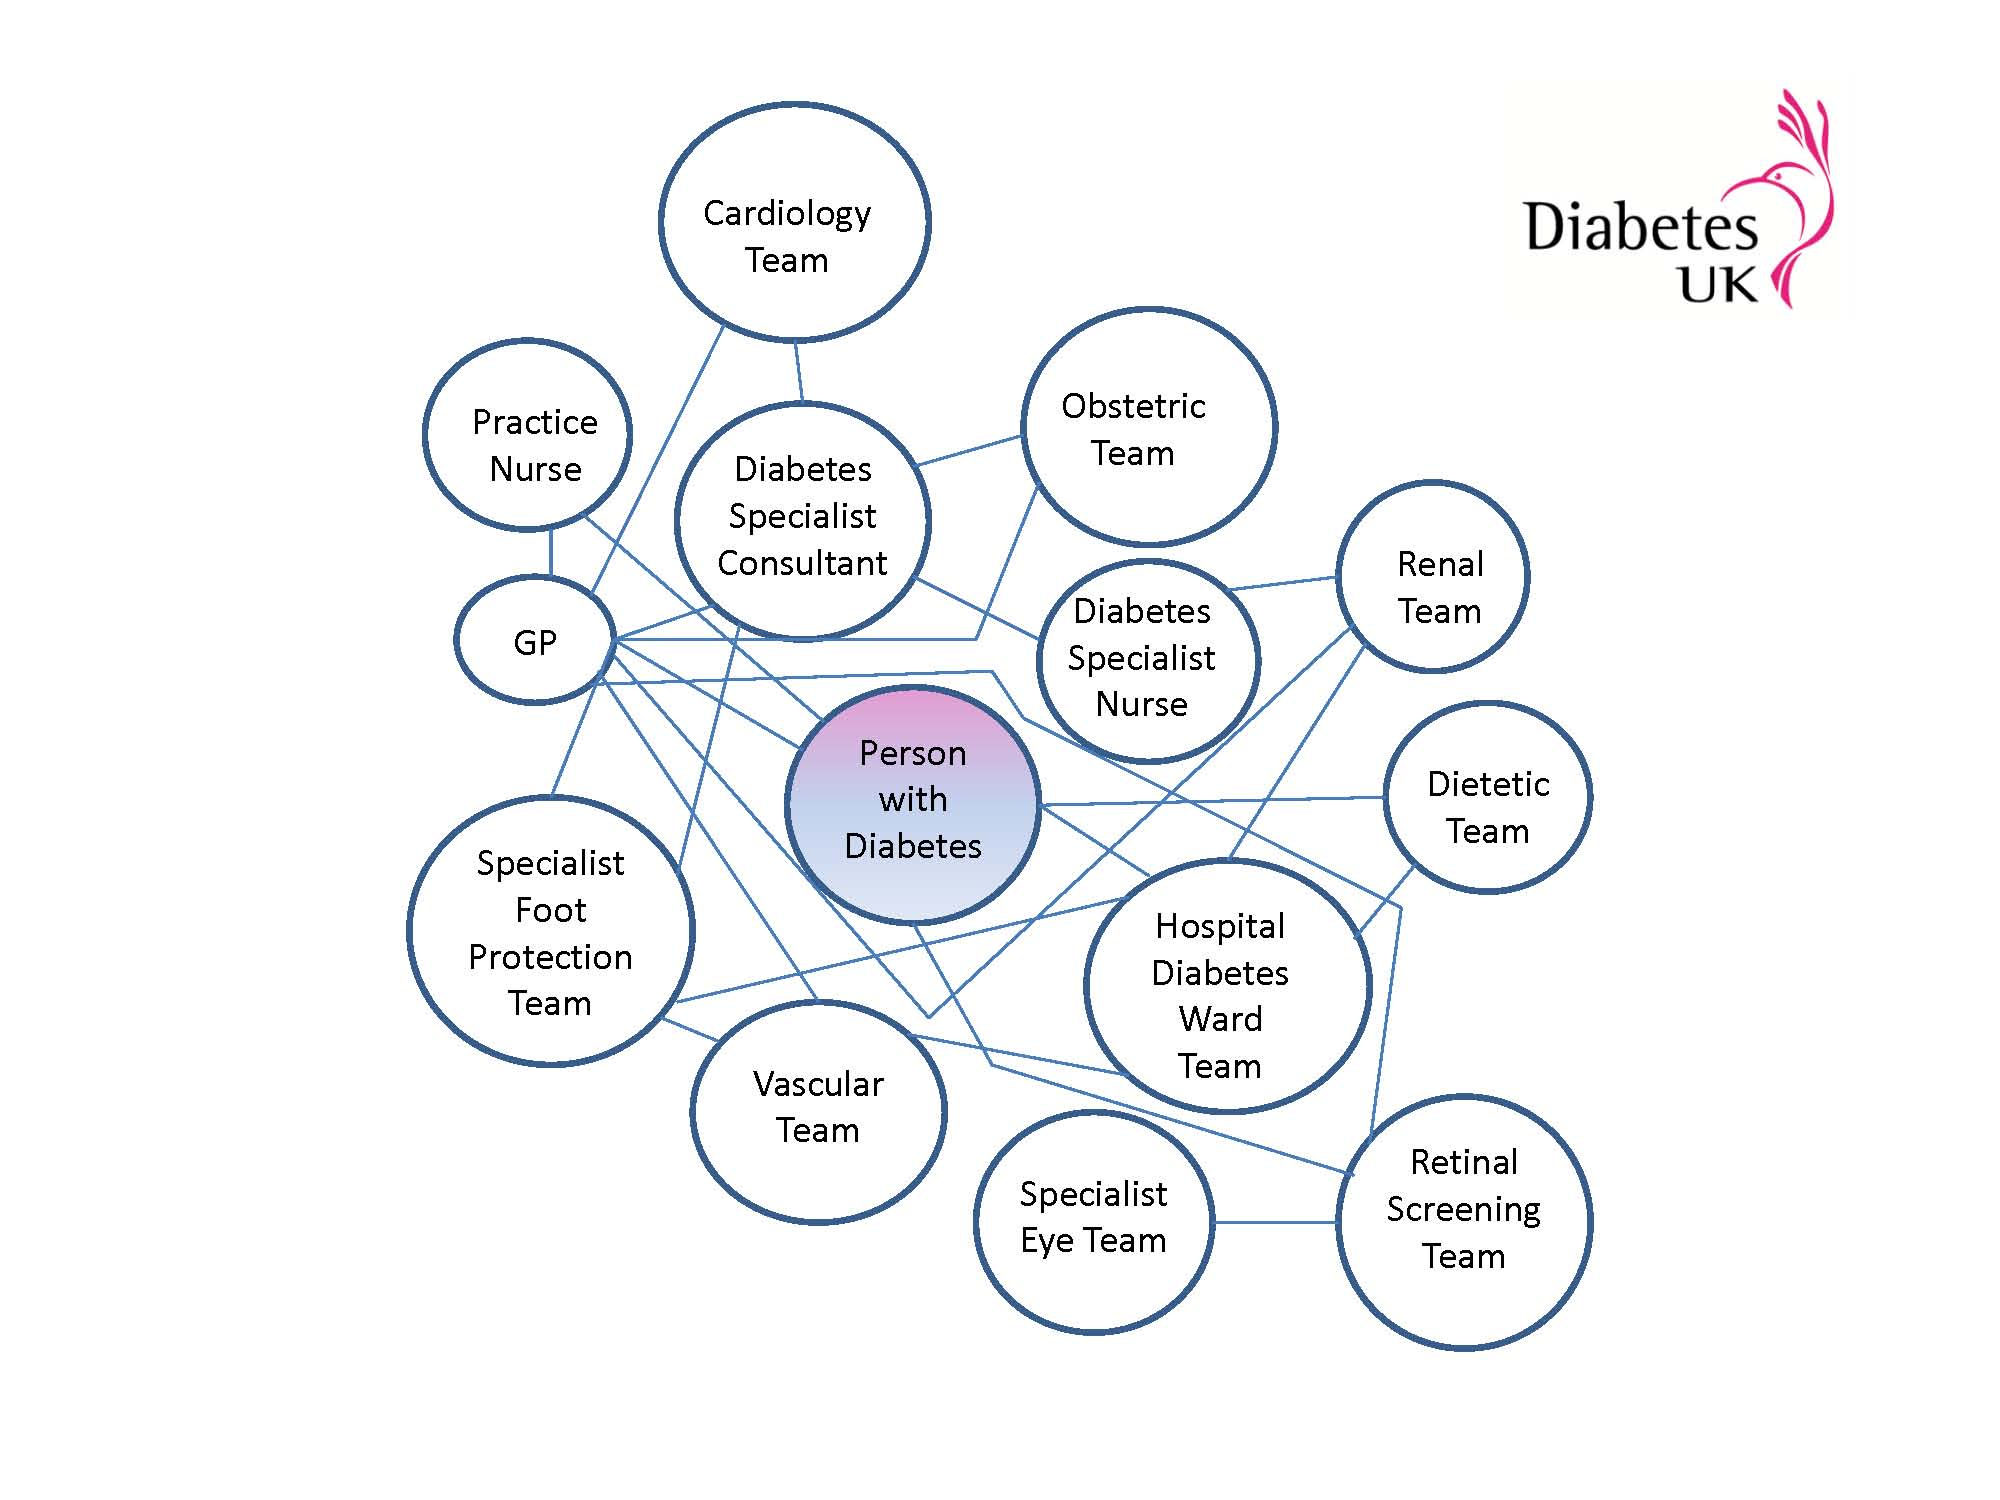 Cardiology
Team
Diabetes
UK
Practice
Nurse
Diabetes
Specialist
Consultant
Obstetric
Team
GP
Diabetes
Specialist
Nurse
Renal
Team
Person
with
Diabetes
Dietetic
Team
Specialist
Foot
Protection
Team
Hospital
Diabetes
Ward
Team
Vascular
Team
Specialist
Eye Team
Retinal
Screening
Team